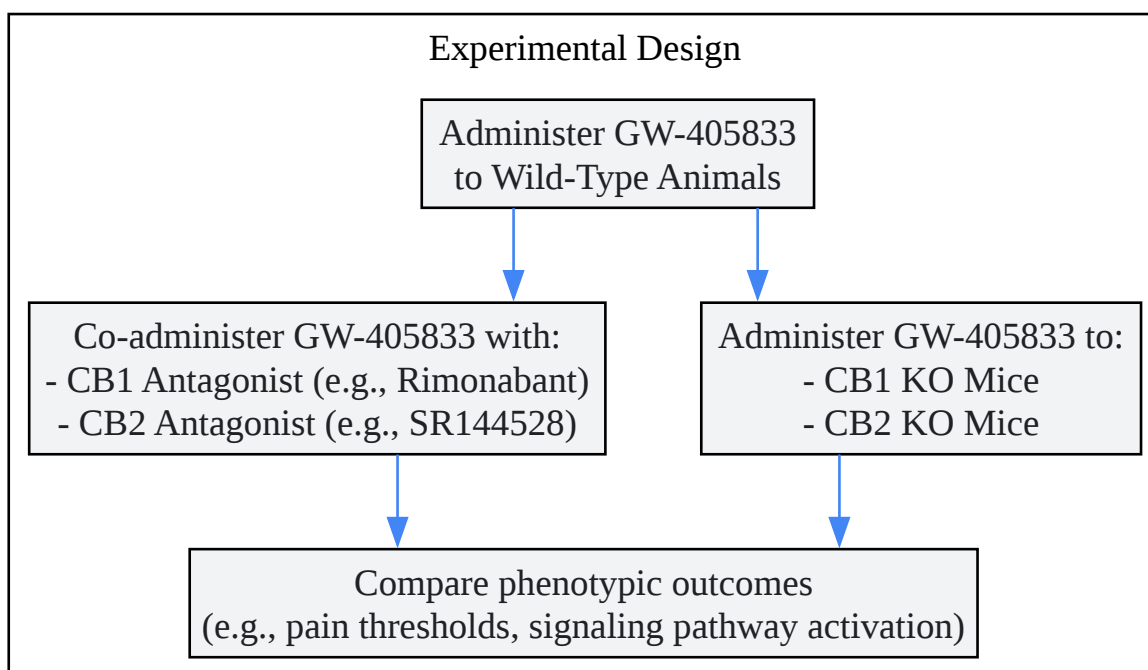 Experimental Design
Administer GW-405833
to Wild-Type Animals
Co-administer GW-405833 with:
- CB1 Antagonist (e.g., Rimonabant)
- CB2 Antagonist (e.g., SR144528)
Administer GW-405833 to:
- CB1 KO Mice
- CB2 KO Mice
Compare phenotypic outcomes
(e.g., pain thresholds, signaling pathway activation)